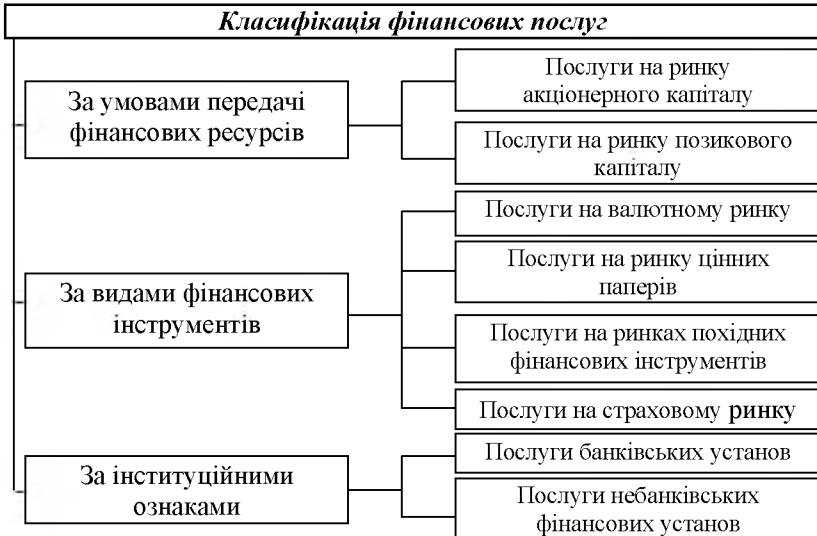 Класифікація фінансових послуг
За умовами передачі
фінансових ресурсів
Послуги на ринку
акціонерного капіталу
Послуги на ринку позикового
капіталу
За видами фінансових
інструментів
Послуги на валютному ринку
Послуги на ринку цінних
паперів
Послуги на ринках похідних
фінансових інструментів
Послуги на страховому ринку
За інституційними
ознаками
Послуги банківських установ
Послуги небанківських
фінансових установ